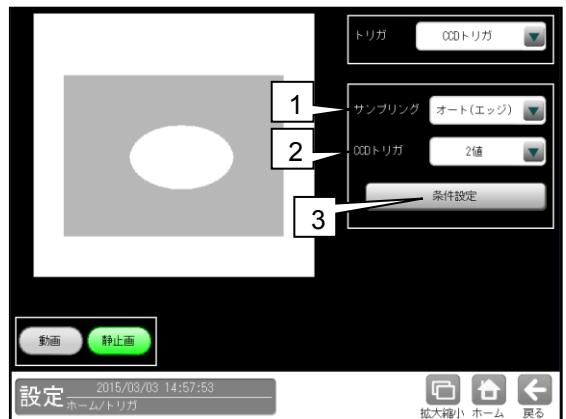 トリガ CCDトリガ
1
サンプリング オート(エッジ)
2
CCDトリガ 2値
条件設定
3
動画 静止画
設定 2015/03/03 14:57:53
ホーム/トリガ
拡大縮小 ホーム 戻る